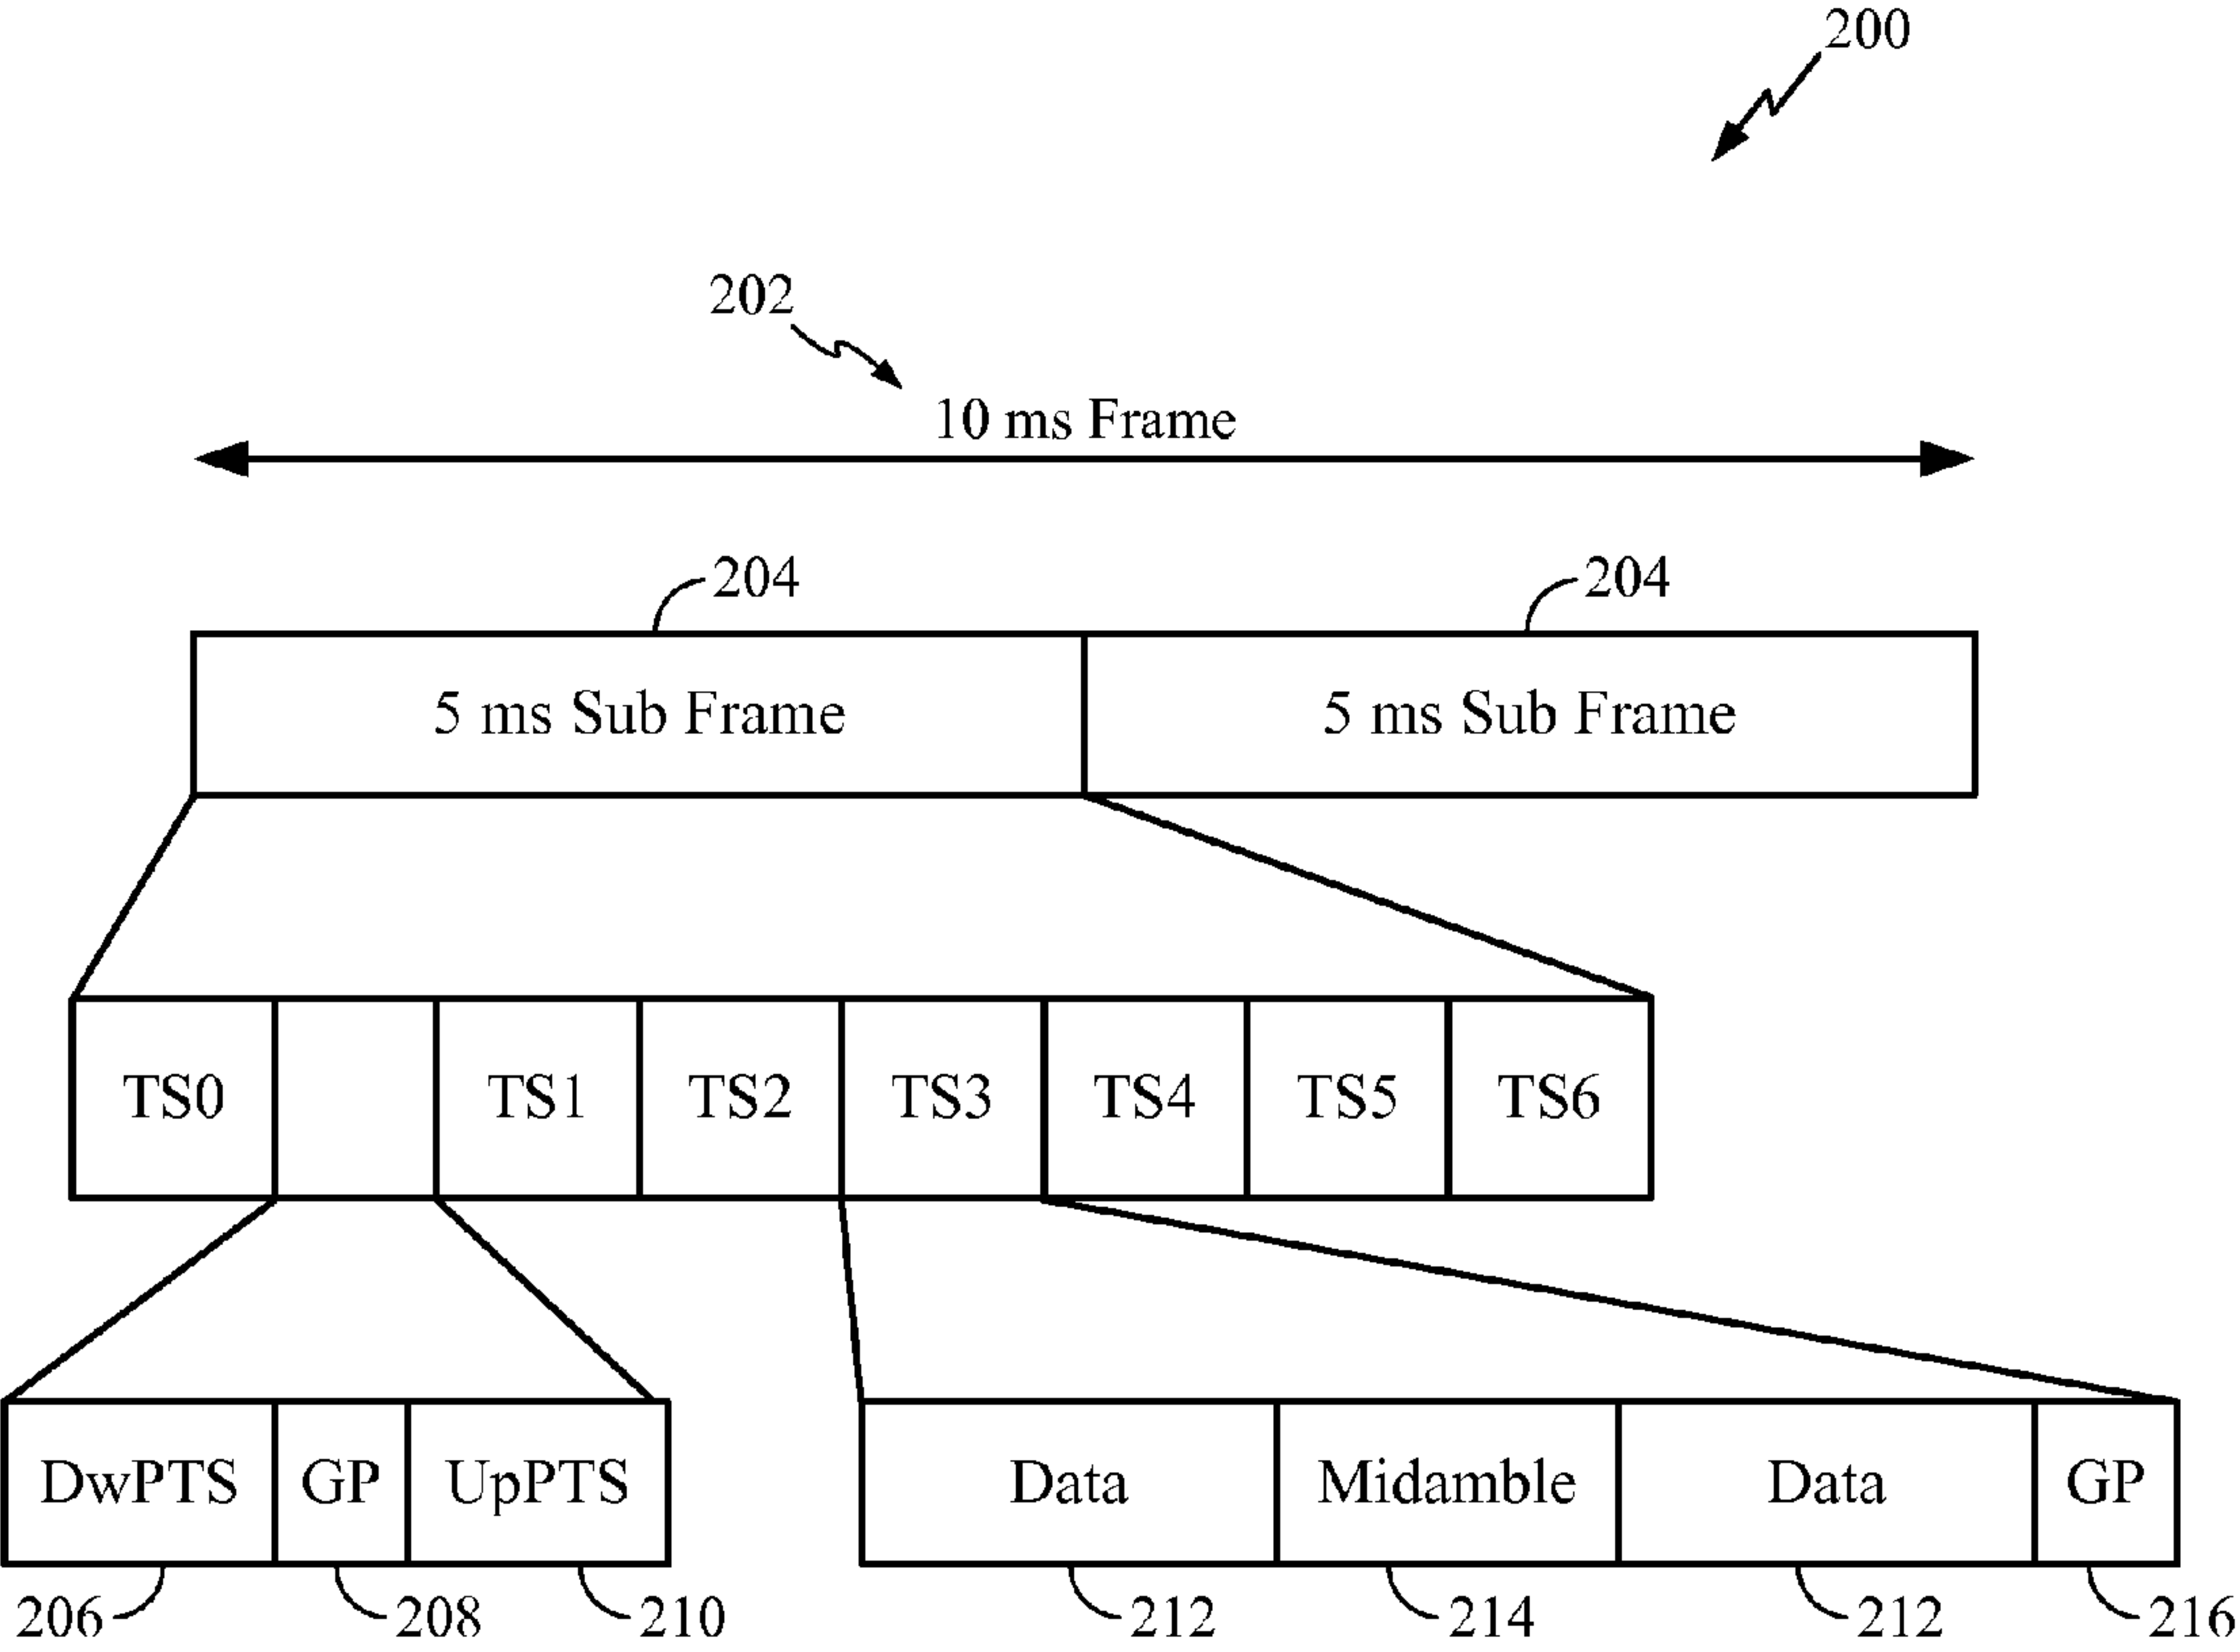 200
202
10 ms Frame
204 204
5 ms Sub Frame 5 ms Sub Frame
TS0 TS1 TS2 TS3 TS4 TS5 TS6
DwPTS GP UpPTS Data Midamble Data GP
206 208 210 212 214 212 216